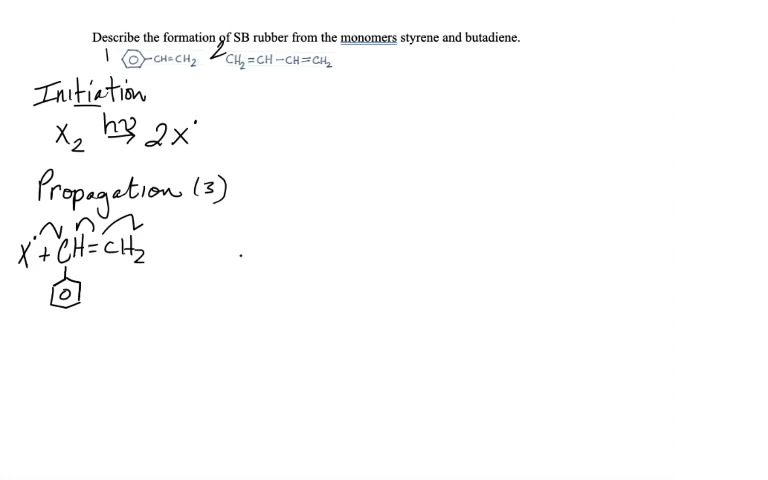 Describe the formation of SB rubber from the monomers styrene and butadiene.
1 CH=CH₂ 2 CH₂=CH-CH=CH₂
Initiation
X₂ hν → 2X•
Propagation (3)
X• + CH=CH₂